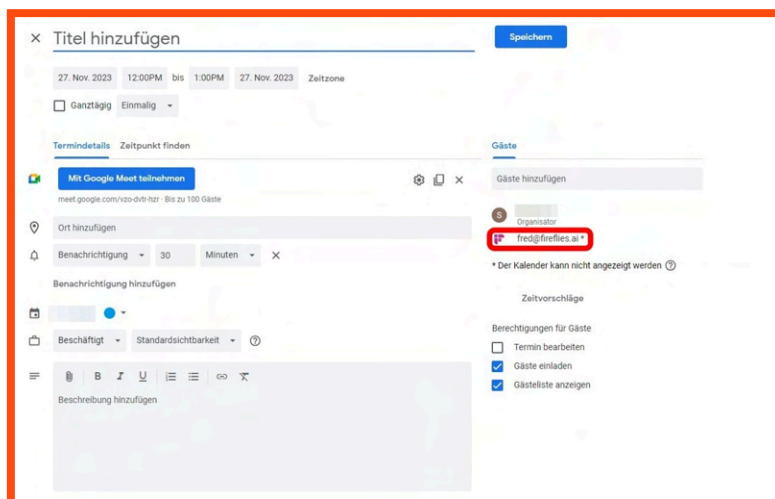 Titel hinzufügen
Speichern
27. Nov. 2023 12:00PM bis 1:00PM 27. Nov. 2023 Zeitzone
Ganztägig Einmalig
Termindetails Zeitpunkt finden
Gäste
Mit Google Meet teilnehmen
meet.google.com/vzo-dvtr-hzr · Bis zu 100 Gäste
Gäste hinzufügen
S
Organisator
Ort hinzufügen
fred@fireflies.ai *
Benachrichtigung 30 Minuten
* Der Kalender kann nicht angezeigt werden
Benachrichtigung hinzufügen
Zeitvorschläge
Beschäftigt Standardsichtbarkeit
Berechtigungen für Gäste
Termin bearbeiten
Gäste einladen
Gästeliste anzeigen
B I U
Beschreibung hinzufügen